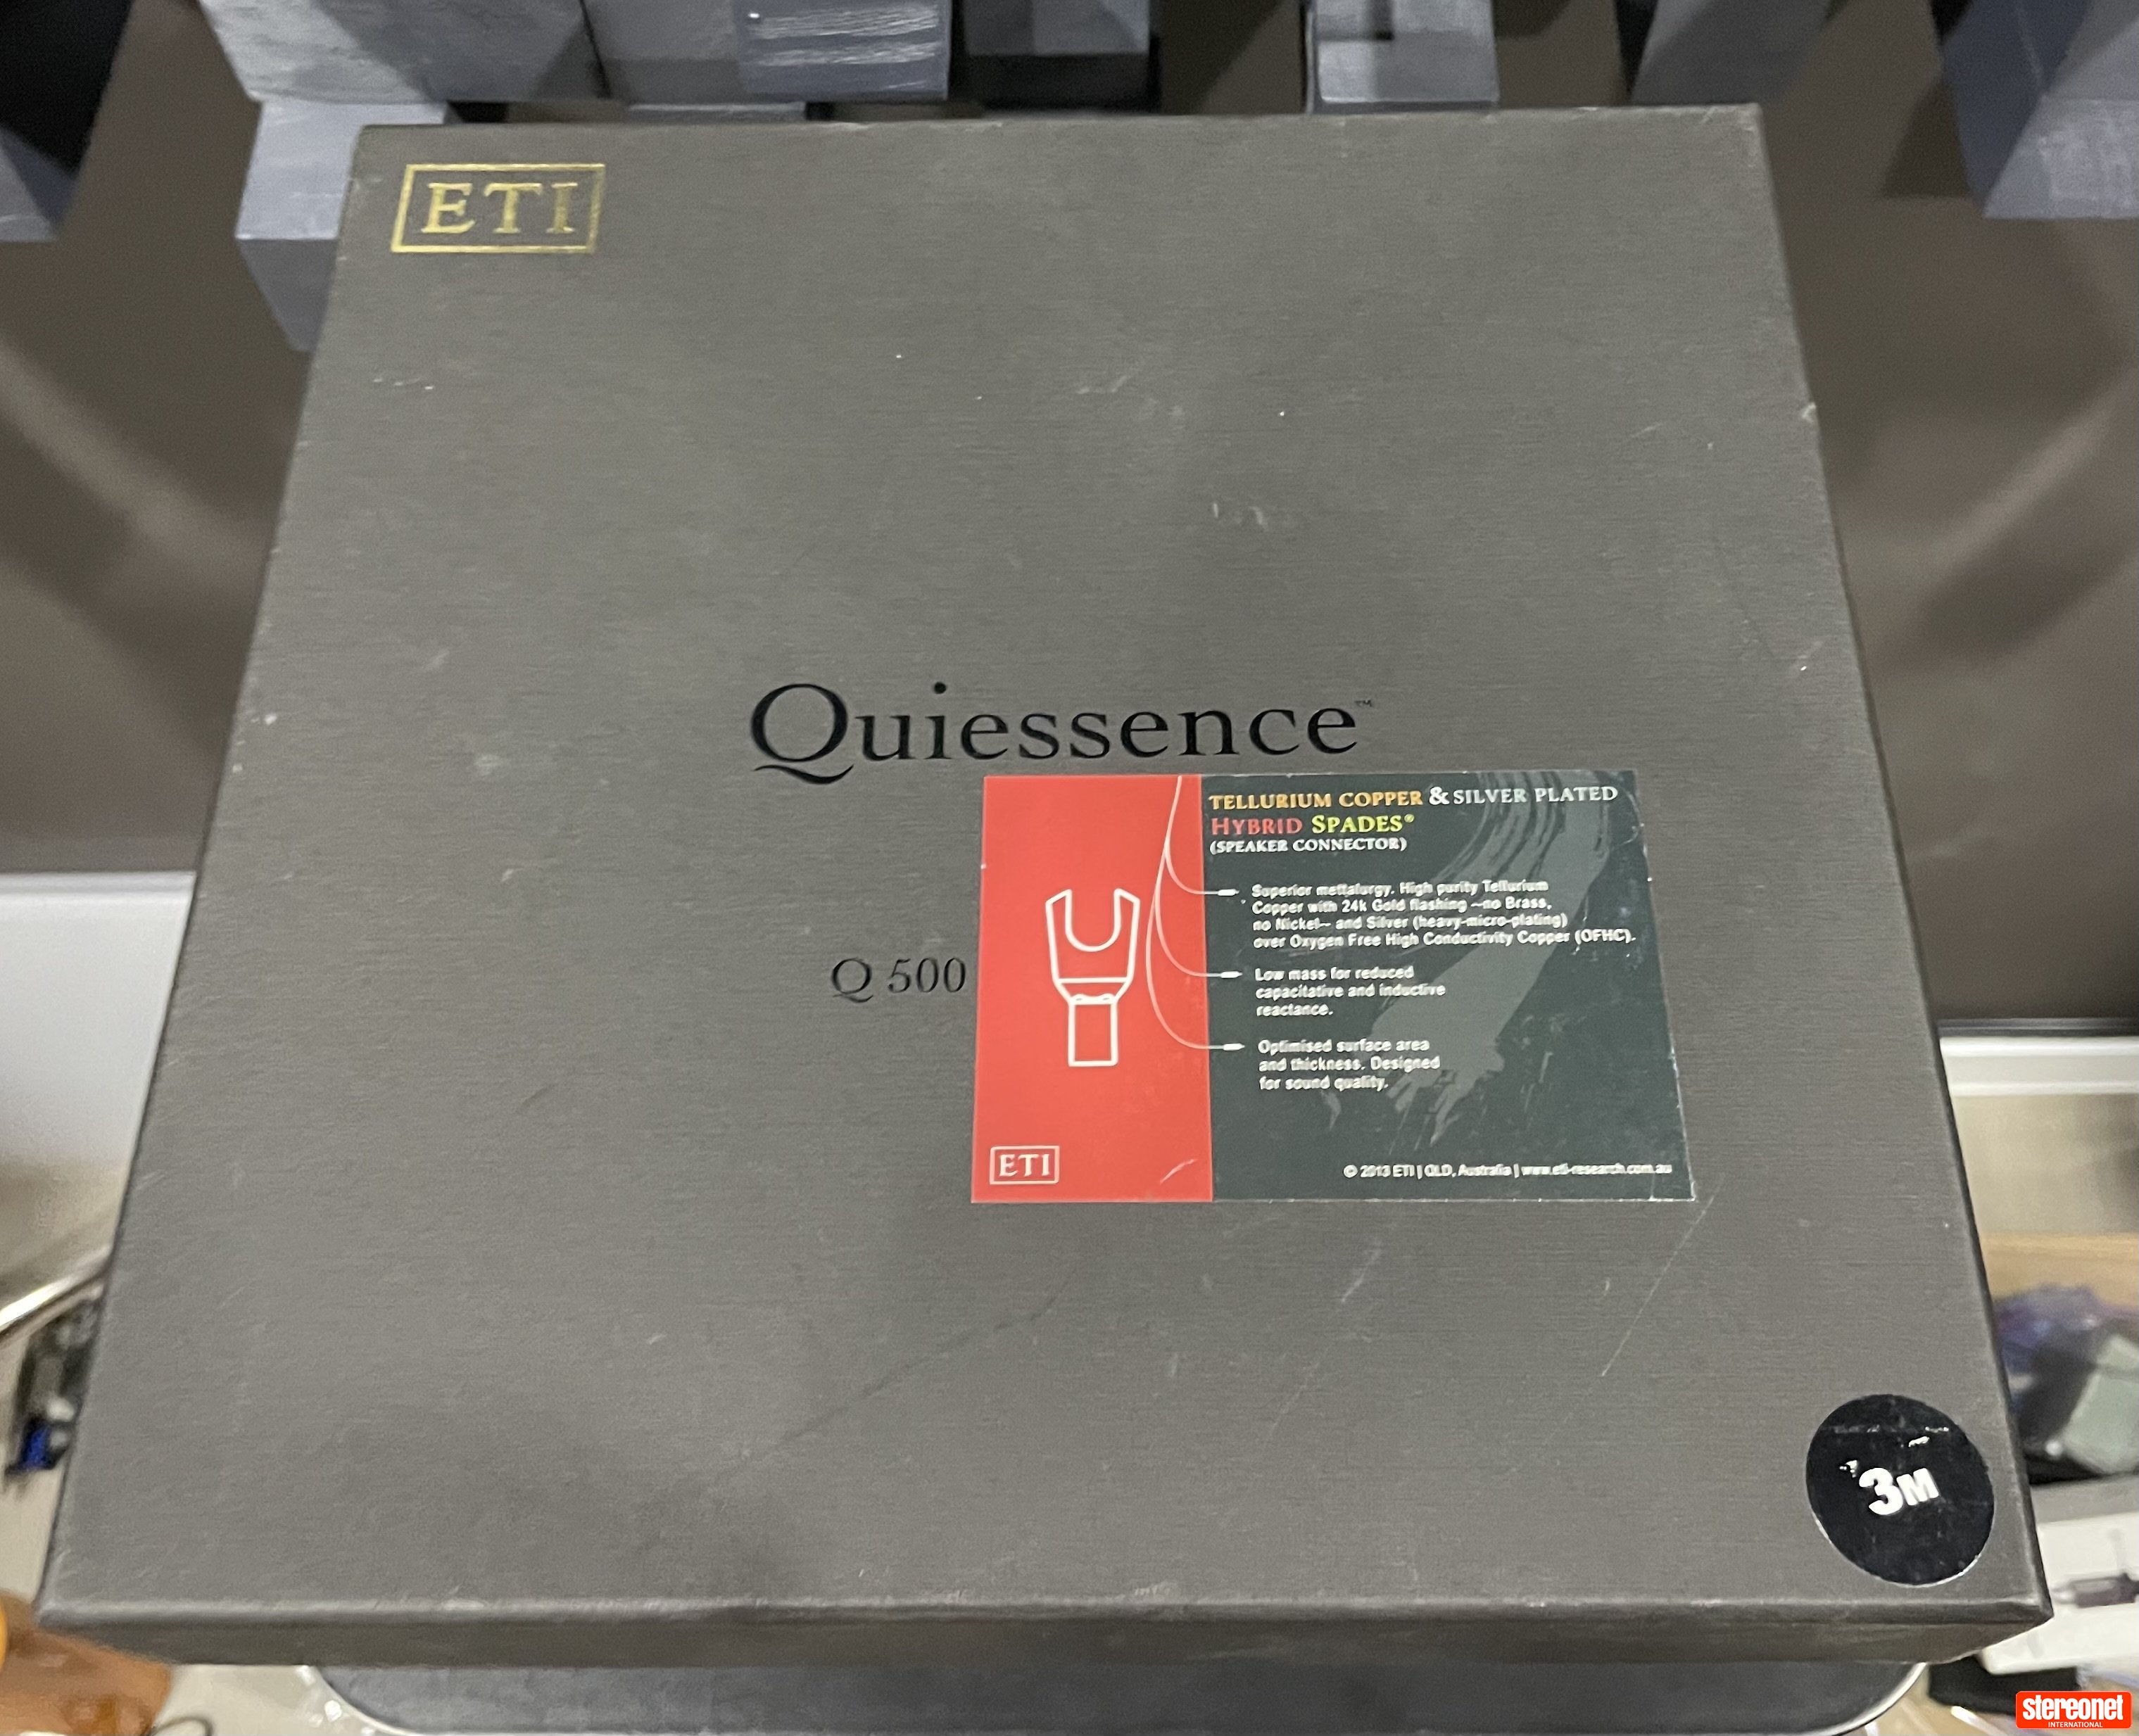 ETI
Quiessence™
Q 500
TELLURIUM COPPER & SILVER PLATED
HYBRID SPADES®
(SPEAKER CONNECTOR)
Superior mettalurgy. High purity Tellurium
Copper with 24k Gold flashing ~no Brass,
no Nickel~ and Silver (heavy-micro-plating)
over Oxygen Free High Conductivity Copper (OFHC).
Low mass for reduced
capacitative and inductive
reactance.
Optimised surface area
and thickness. Designed
for sound quality.
ETI
© 2013 ETI | QLD, Australia | www.eti-research.com.au
3M
stereonet
INTERNATIONAL